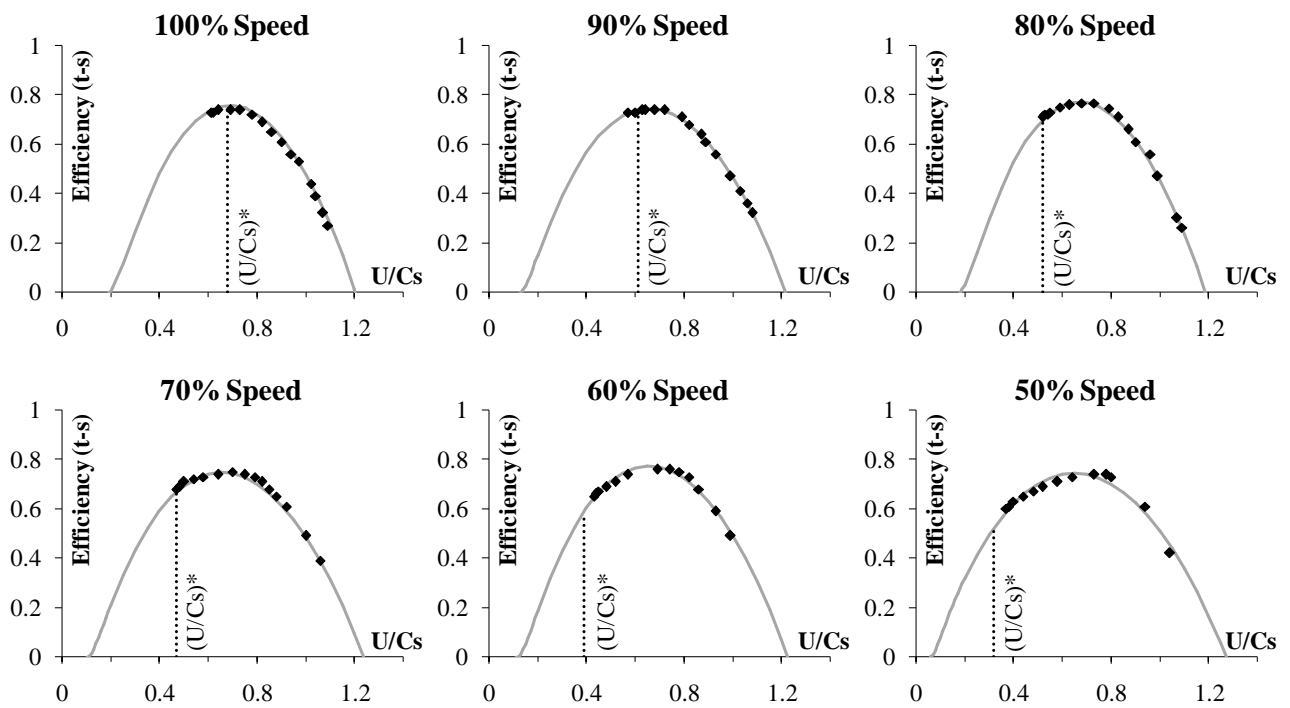 100% Speed
90% Speed
80% Speed
1
0.8
0.6
0.4
0.2
0
Efficiency (t-s)
(U/Cs)*
U/Cs
0
0.4
0.8
1.2
1
0.8
0.6
0.4
0.2
0
Efficiency (t-s)
(U/Cs)*
U/Cs
0
0.4
0.8
1.2
1
0.8
0.6
0.4
0.2
0
Efficiency (t-s)
(U/Cs)*
U/Cs
0
0.4
0.8
1.2
70% Speed
60% Speed
50% Speed
1
0.8
0.6
0.4
0.2
0
Efficiency (t-s)
(U/Cs)*
U/Cs
0
0.4
0.8
1.2
1
0.8
0.6
0.4
0.2
0
Efficiency (t-s)
(U/Cs)*
U/Cs
0
0.4
0.8
1.2
1
0.8
0.6
0.4
0.2
0
Efficiency (t-s)
(U/Cs)*
U/Cs
0
0.4
0.8
1.2